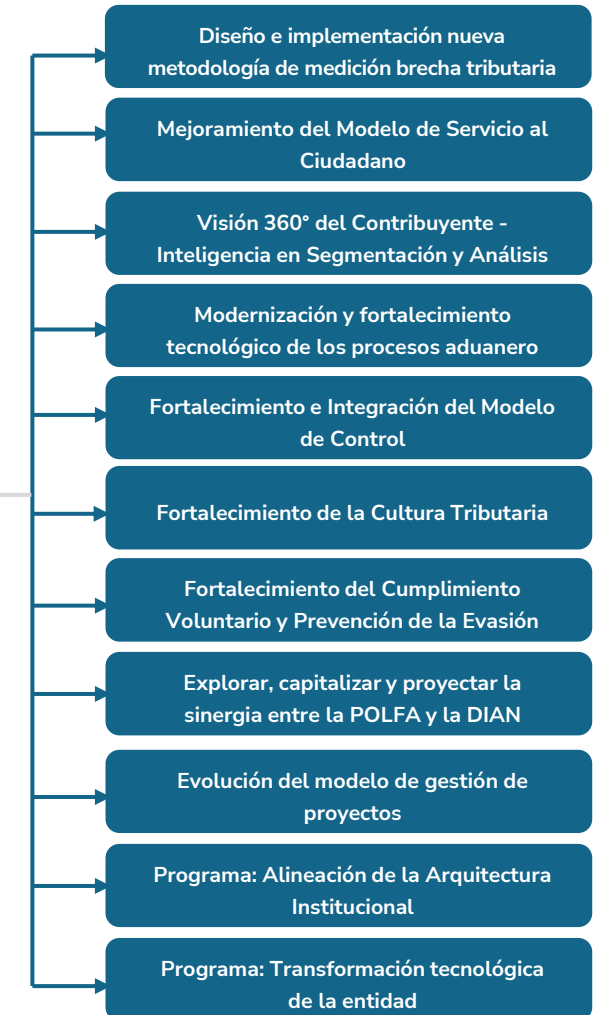 Diseño e implementación nueva
metodología de medición brecha tributaria
Mejoramiento del Modelo de Servicio al
Ciudadano
Visión 360° del Contribuyente -
Inteligencia en Segmentación y Análisis
Modernización y fortalecimiento
tecnológico de los procesos aduanero
Fortalecimiento e Integración del Modelo
de Control
Fortalecimiento de la Cultura Tributaria
Fortalecimiento del Cumplimiento
Voluntario y Prevención de la Evasión
Explorar, capitalizar y proyectar la
sinergia entre la POLFA y la DIAN
Evolución del modelo de gestión de
proyectos
Programa: Alineación de la Arquitectura
Institucional
Programa: Transformación tecnológica
de la entidad